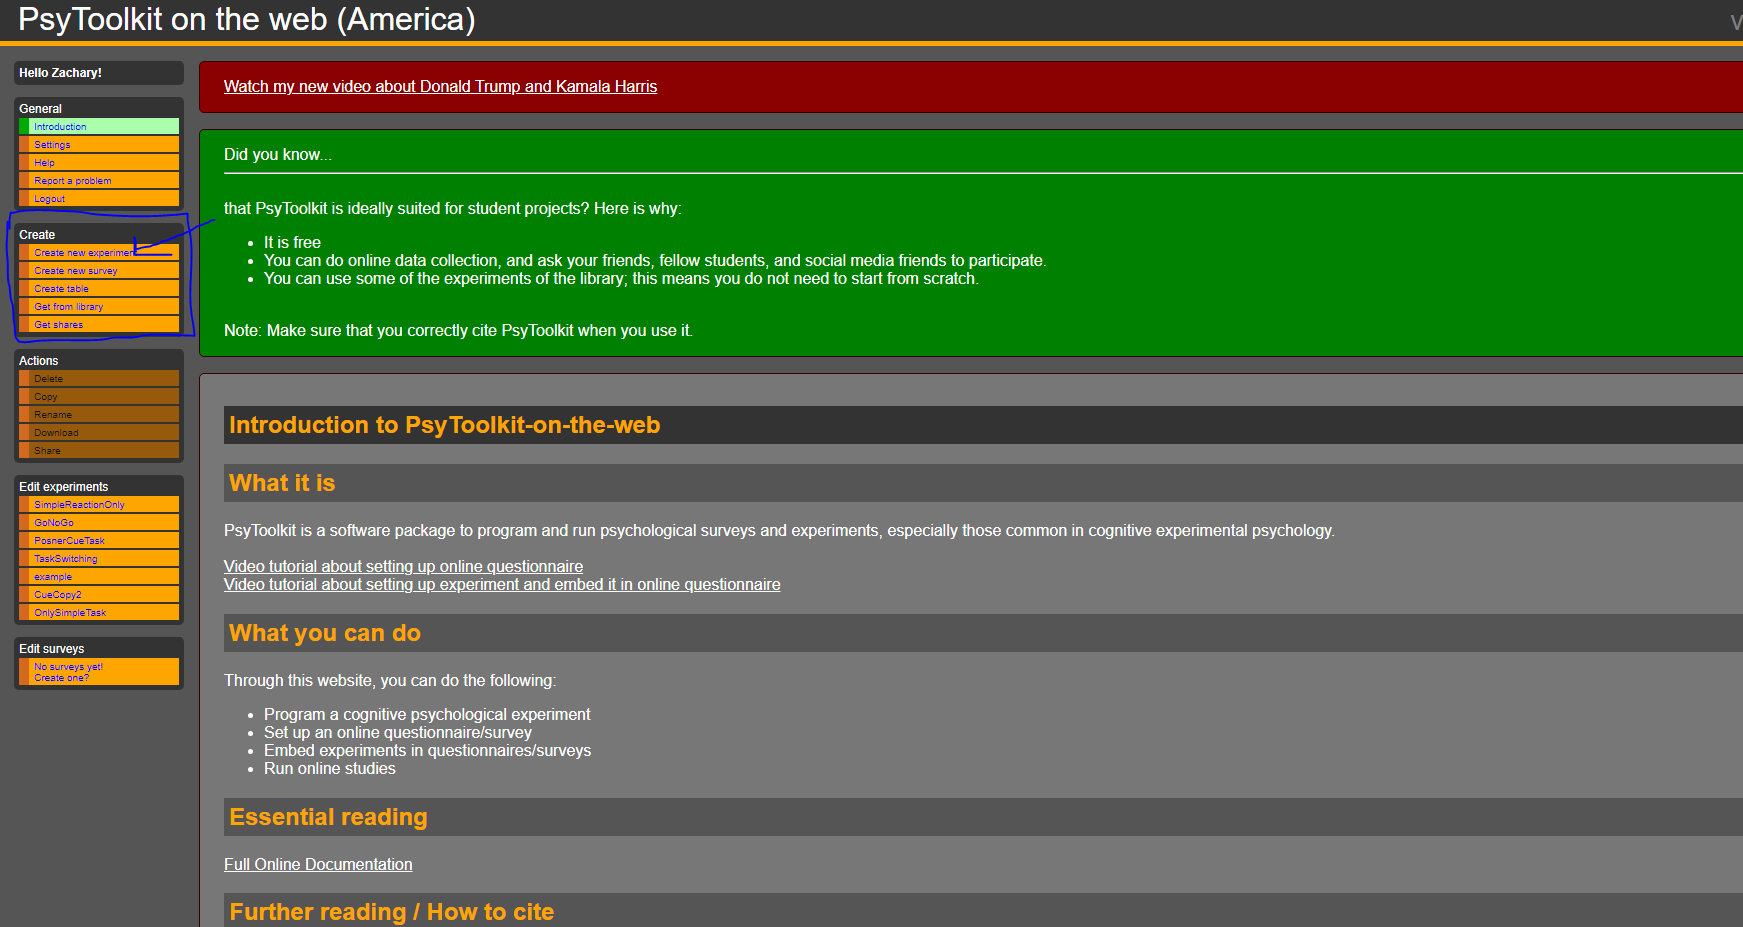 PsyToolkit on the web (America)
Hello Zachary!
General
Introduction
Settings
Help
Report a problem
Logout
Create
Create new experiment
Create new survey
Create table
Get from library
Get shares
Actions
Delete
Copy
Rename
Download
Share
Edit experiments
SimpleReactionOnly
GoNoGo
PosnerCueTask
TaskSwitching
example
CueCopy2
OnlySimpleTask
Edit surveys
No surveys yet!
Create one?
Watch my new video about Donald Trump and Kamala Harris
Did you know...
that PsyToolkit is ideally suited for student projects? Here is why:
It is free
You can do online data collection, and ask your friends, fellow students, and social media friends to participate.
You can use some of the experiments of the library; this means you do not need to start from scratch.
Note: Make sure that you correctly cite PsyToolkit when you use it.
Introduction to PsyToolkit-on-the-web
What it is
PsyToolkit is a software package to program and run psychological surveys and experiments, especially those common in cognitive experimental psychology.
Video tutorial about setting up online questionnaire
Video tutorial about setting up experiment and embed it in online questionnaire
What you can do
Through this website, you can do the following:
Program a cognitive psychological experiment
Set up an online questionnaire/survey
Embed experiments in questionnaires/surveys
Run online studies
Essential reading
Full Online Documentation
Further reading / How to cite